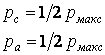 pc = 1/2 pмакс
pa = 1/2 pмакс